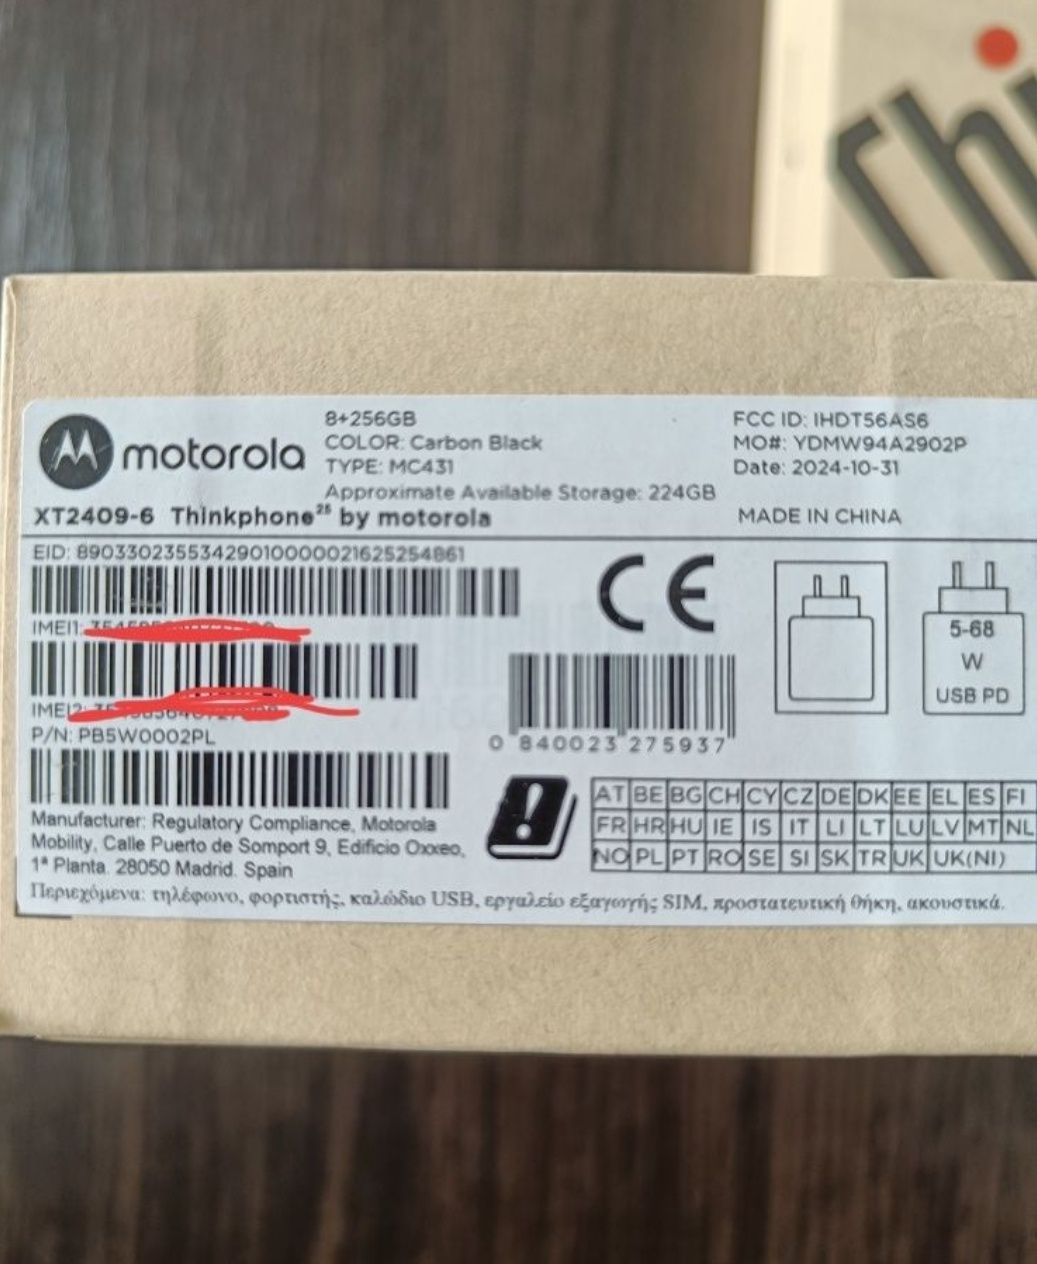 Thi
motorola
8+256GB
COLOR: Carbon Black
TYPE: MC431
Approximate Available Storage: 224GB
FCC ID: IHDT56AS6
MO#: YDMW94A2902P
Date: 2024-10-31
XT2409-6 Thinkphone²⁵ by motorola
MADE IN CHINA
EID: 89033023553429010000021625254861
IMEI1:
IMEI2:
P/N: PB5W0002PL
CE
5-68
W
USB PD
0 840023 275937
AT BE BG CH CY CZ DE DK EE EL ES FI
FR HR HU IE IS IT LI LT LU LV MT NL
NO PL PT RO SE SI SK TR UK UK(NI)
Manufacturer: Regulatory Compliance, Motorola
Mobility, Calle Puerto de Somport 9, Edificio Oxxeo,
1ª Planta. 28050 Madrid. Spain
Περιεχόμενα: τηλέφωνο, φορτιστής, καλώδιο USB, εργαλείο εξαγωγής SIM, προστατευτική θήκη, ακουστικά.